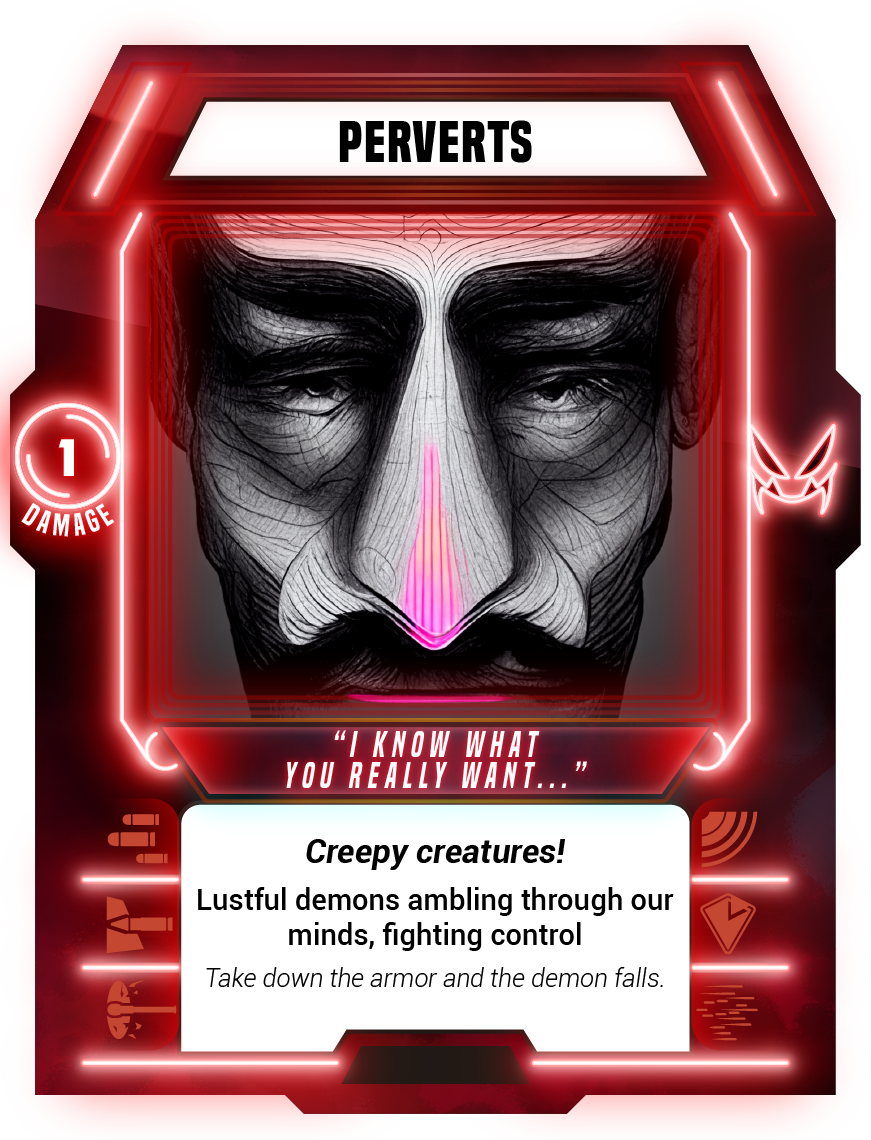 PERVERTS
1
DAMAGE
“I KNOW WHAT
YOU REALLY WANT...”
Creepy creatures!
Lustful demons ambling through our
minds, fighting control
Take down the armor and the demon falls.